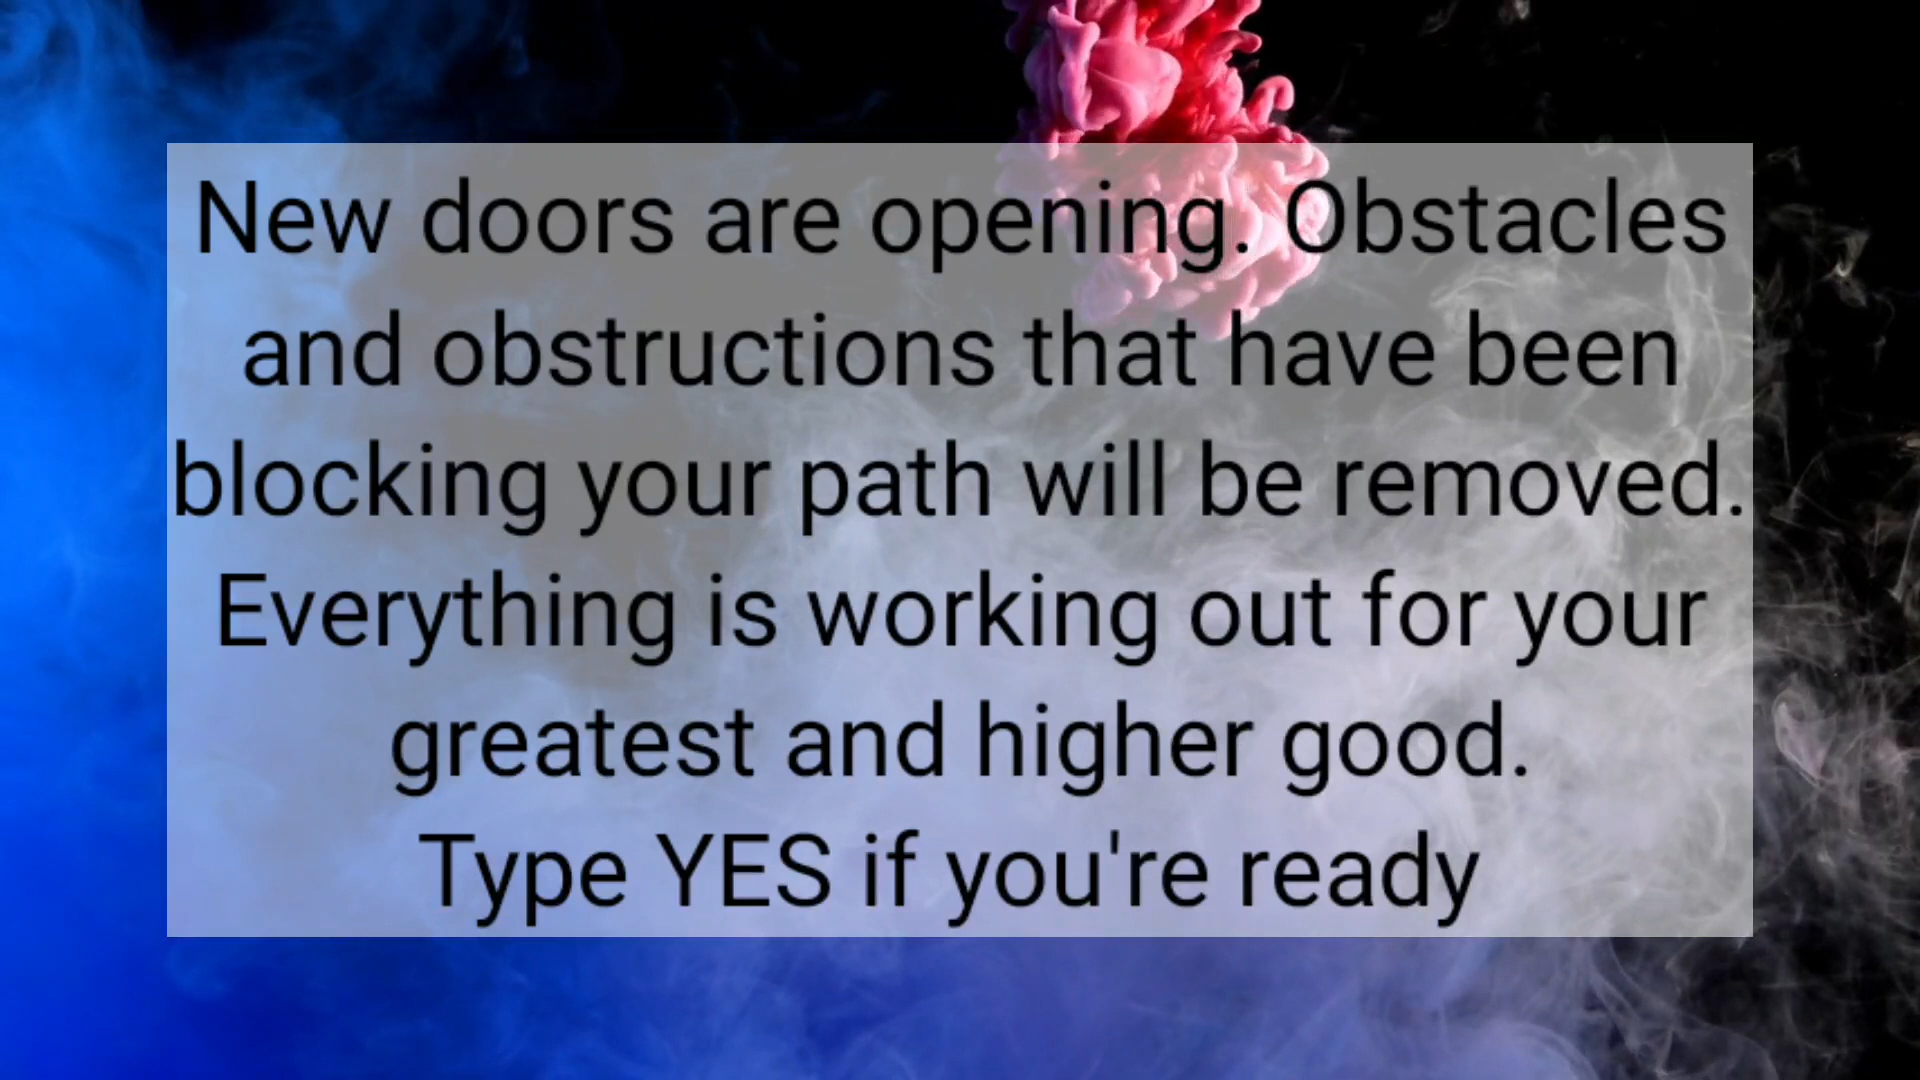 New doors are opening. Obstacles
and obstructions that have been
blocking your path will be removed.
Everything is working out for your
greatest and higher good.
Type YES if you're ready